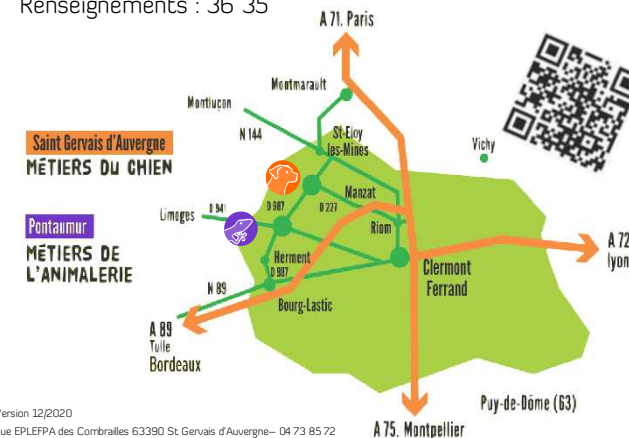 Renseignements : 36 35
A 71. Paris
Montmarault
Montluçon
N 144
St-Eloy
les-Mines
Vichy
Saint Gervais d'Auvergne
MÉTIERS DU CHIEN
Manzat
D 941
D 987
D 227
Limoges
Riom
Pontaumur
MÉTIERS DE
L'ANIMALERIE
Herment
D 987
A 72
lyon
Clermont
Ferrand
N 89
Bourg-Lastic
A 89
Tulle
Bordeaux
Puy-de-Dôme (63)
Version 12/2020
ue EPLEFPA des Combrailles 63390 St Gervais d'Auvergne– 04 73 85 72
A 75. Montpellier